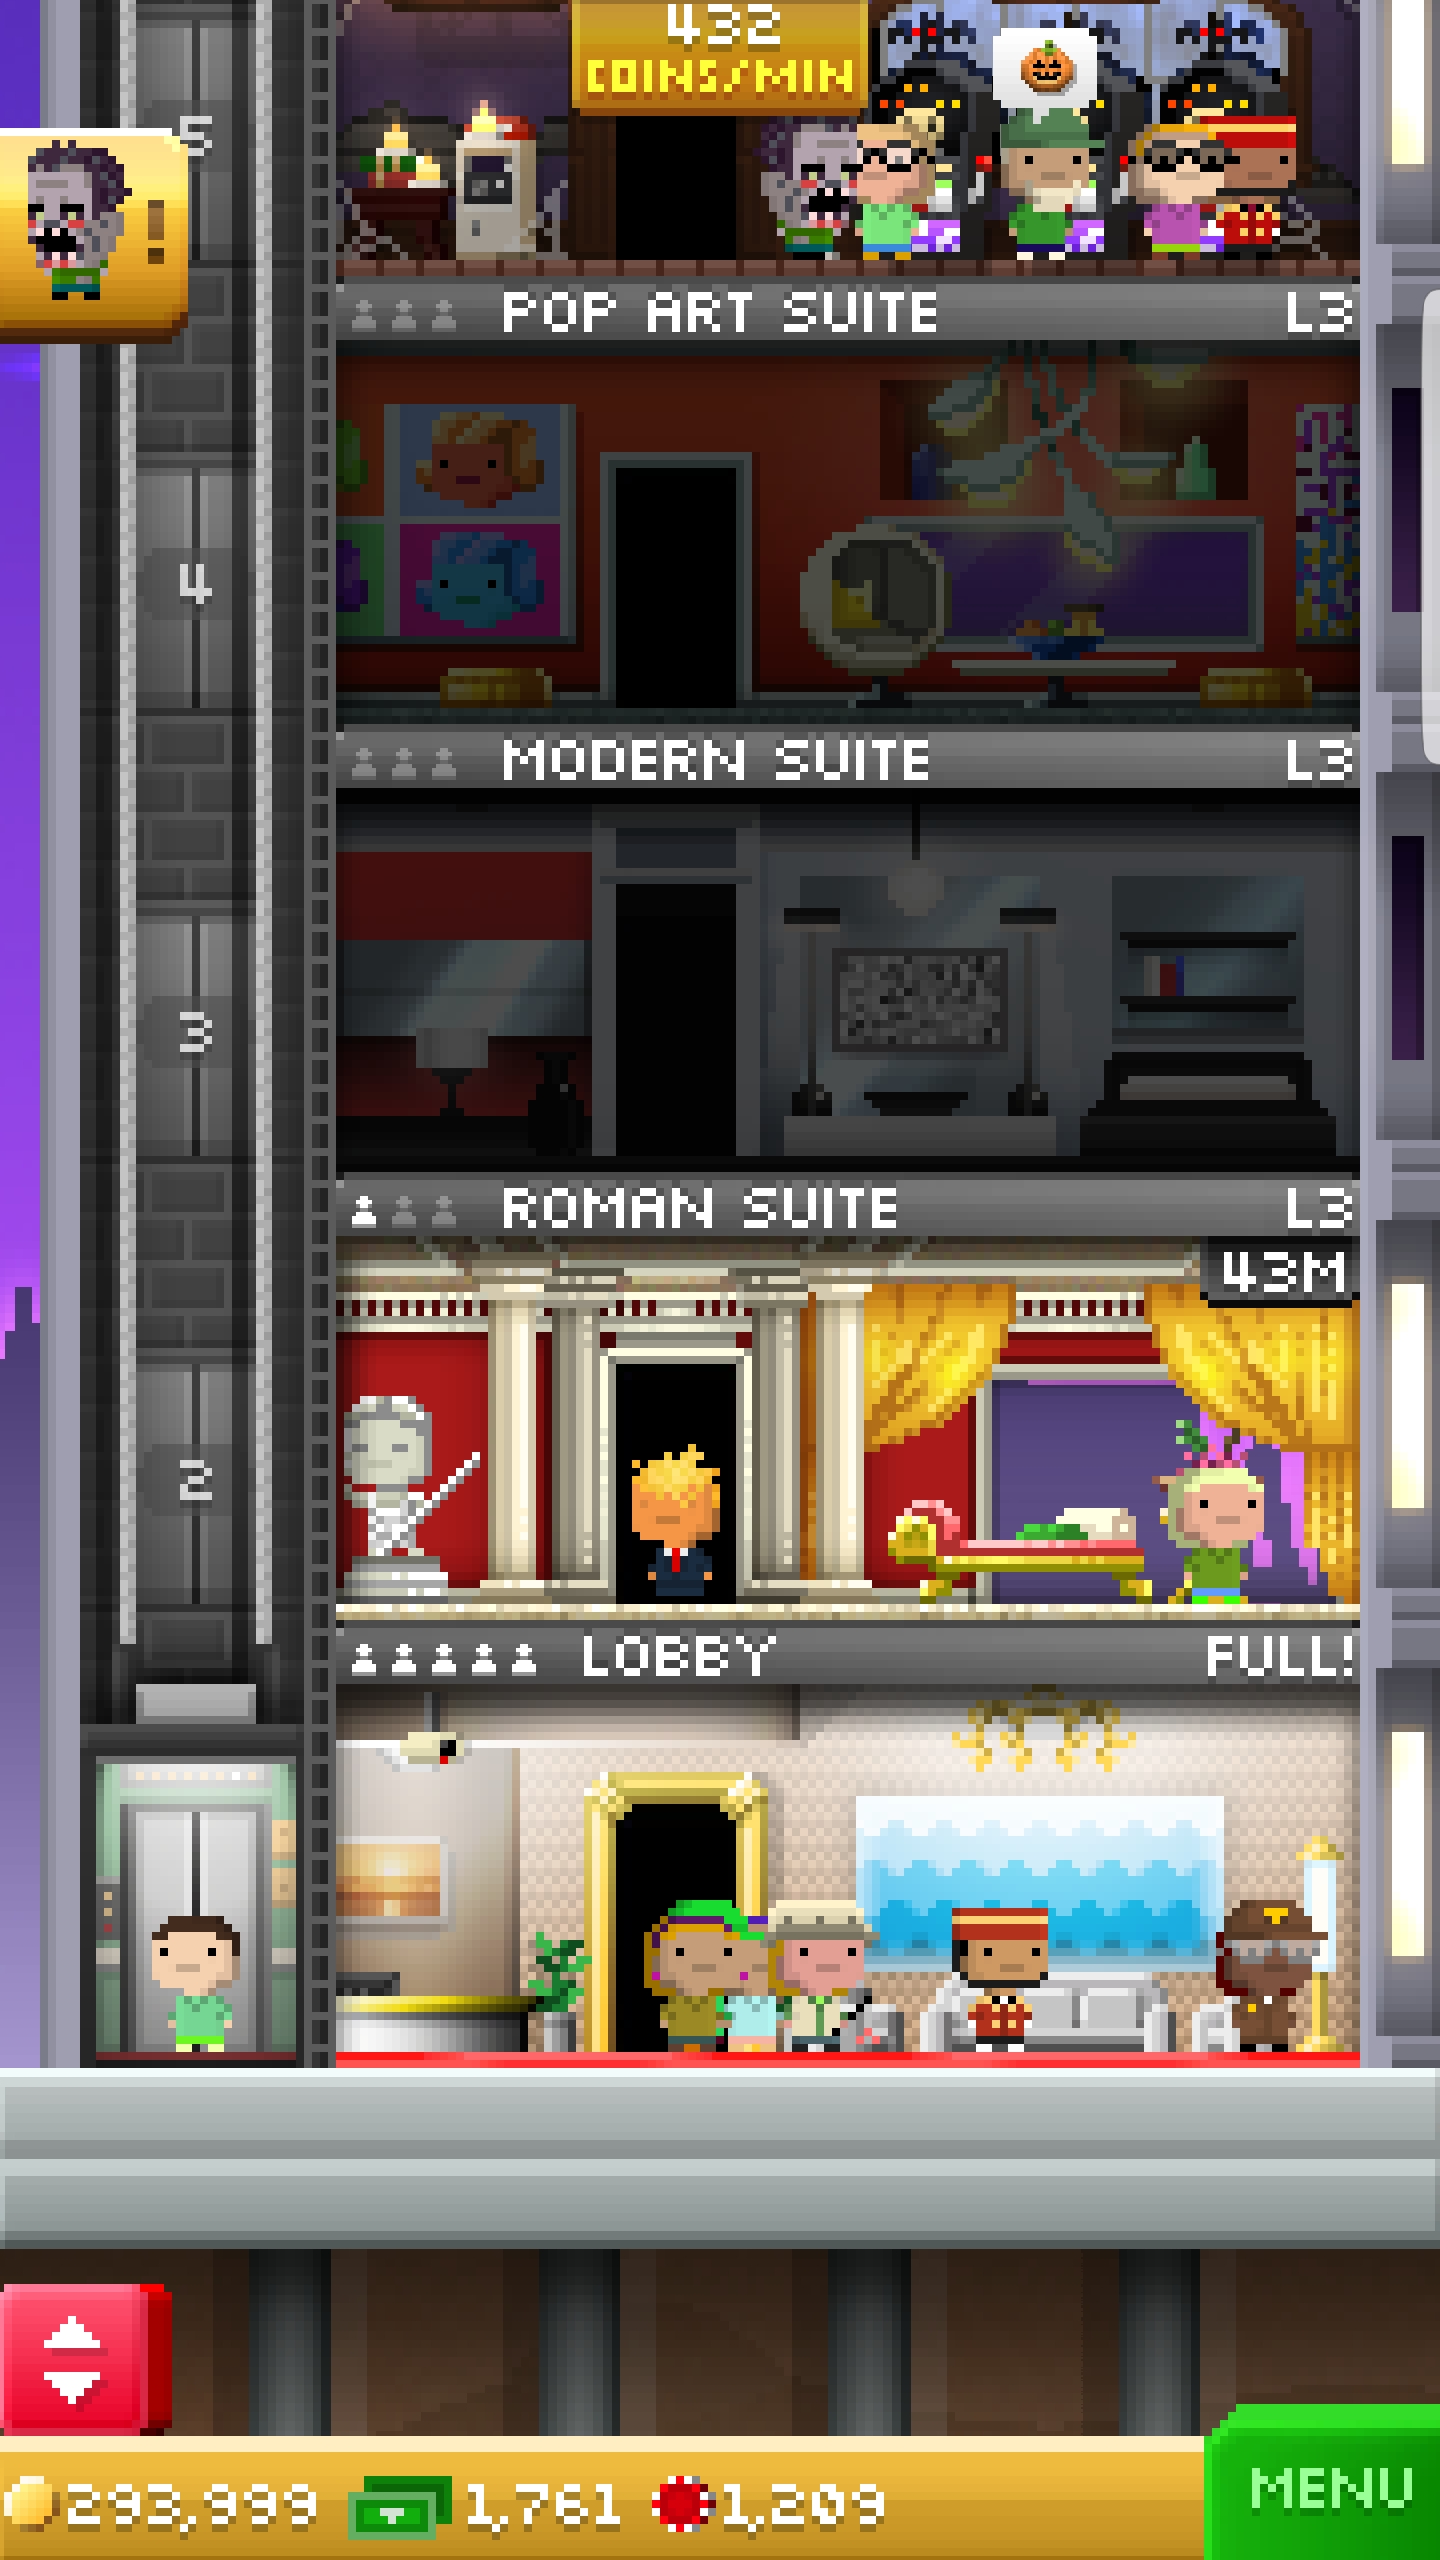 432
COINS/MIN
5
!
POP ART SUITE L3
4
MODERN SUITE L3
3
ROMAN SUITE L3
43M
2
LOBBY FULL!
293,999 1,761 1,209
MENU